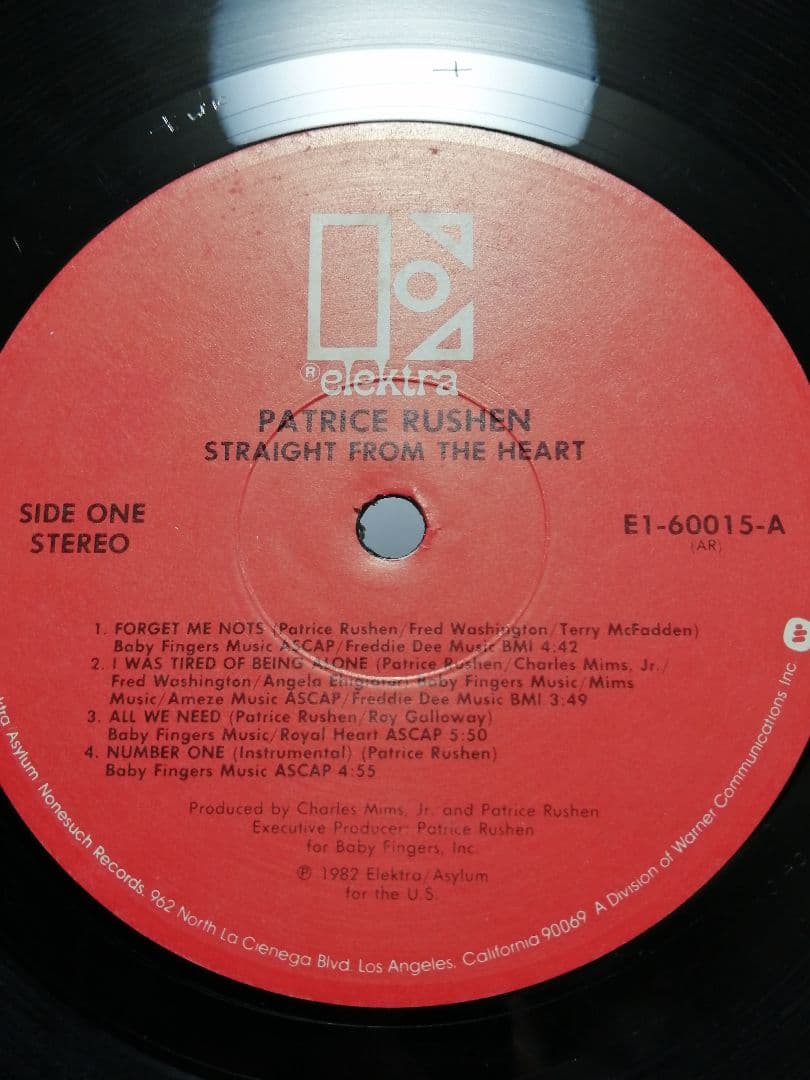 ® elektra
PATRICE RUSHEN
STRAIGHT FROM THE HEART
SIDE ONE
STEREO
E1-60015-A
(AR)
1. FORGET ME NOTS (Patrice Rushen/Fred Washington/Terry McFadden)
Baby Fingers Music ASCAP/Freddie Dee Music BMI 4:42
2. I WAS TIRED OF BEING ALONE (Patrice Rushen/Charles Mims, Jr./
Fred Washington/Angela Baby Fingers Music/Mims
Music/Ameze Music ASCAP/Freddie Dee Music BMI 3:49
3. ALL WE NEED (Patrice Rushen/Roy Galloway)
Baby Fingers Music/Royal Heart ASCAP 5:50
4. NUMBER ONE (Instrumental) (Patrice Rushen)
Baby Fingers Music ASCAP 4:55
Produced by Charles Mims, Jr. and Patrice Rushen
Executive Producer: Patrice Rushen
for Baby Fingers, Inc.
℗ 1982 Elektra/Asylum
for the U.S.
ktra Asylum Nonesuch Records, 962 North La Cienega Blvd. Los Angeles, California 90069 A Division of Warner Communications Inc